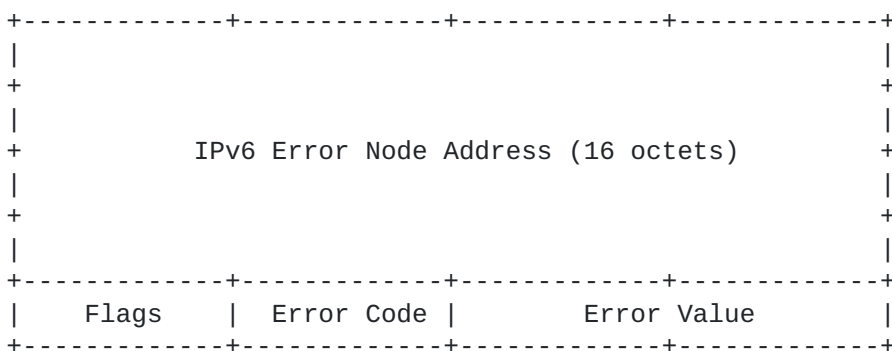 IPv6 Error Node Address (16 octets)
Flags | Error Code | Error Value